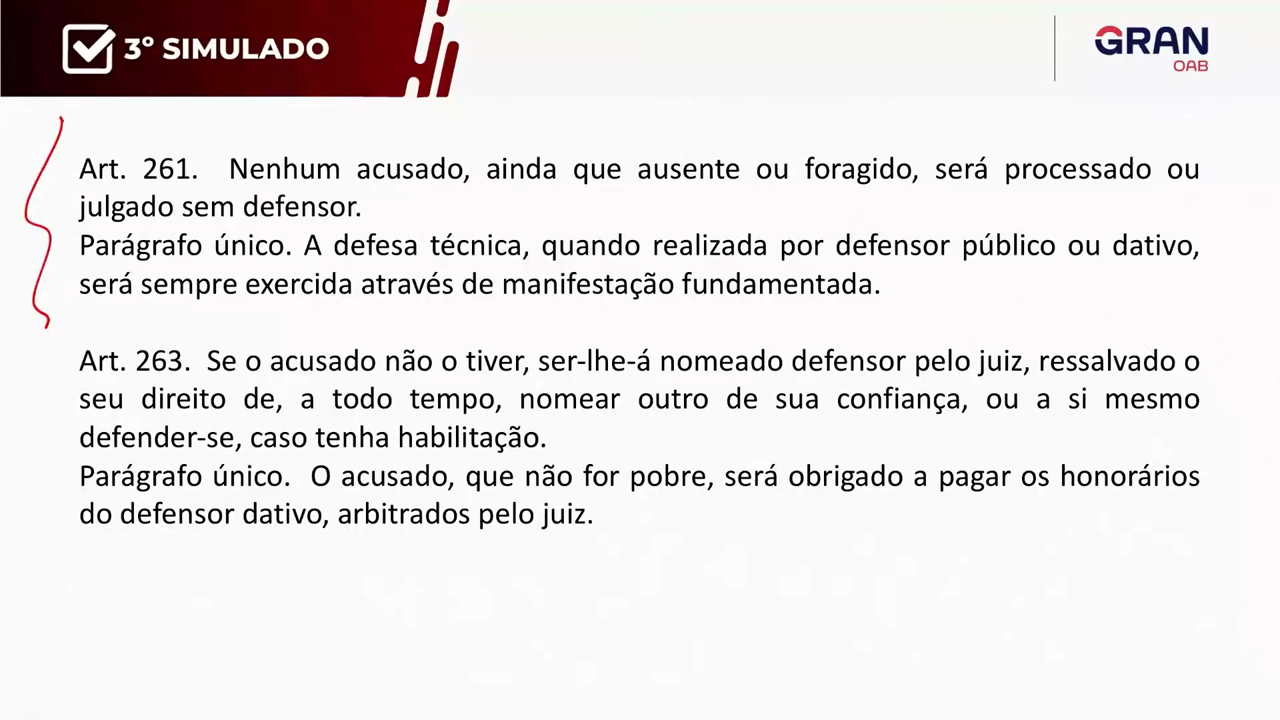 3º SIMULADO
GRAN
OAB
Art. 261. Nenhum acusado, ainda que ausente ou foragido, será processado ou
julgado sem defensor.
Parágrafo único. A defesa técnica, quando realizada por defensor público ou dativo,
será sempre exercida através de manifestação fundamentada.
Art. 263. Se o acusado não o tiver, ser-lhe-á nomeado defensor pelo juiz, ressalvado o
seu direito de, a todo tempo, nomear outro de sua confiança, ou a si mesmo
defender-se, caso tenha habilitação.
Parágrafo único. O acusado, que não for pobre, será obrigado a pagar os honorários
do defensor dativo, arbitrados pelo juiz.